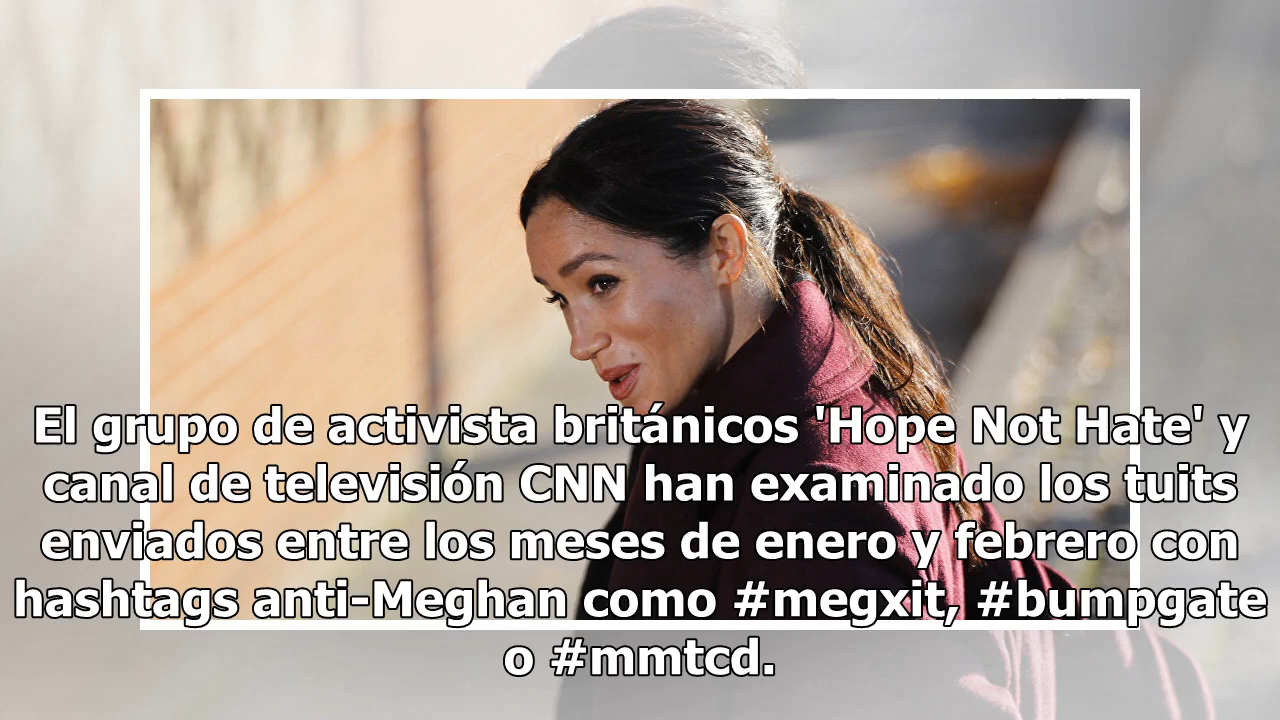 El grupo de activista británicos 'Hope Not Hate' y
canal de televisión CNN han examinado los tuits
enviados entre los meses de enero y febrero con
hashtags anti-Meghan como #megxit, #bumpgate
o #mmtcd.